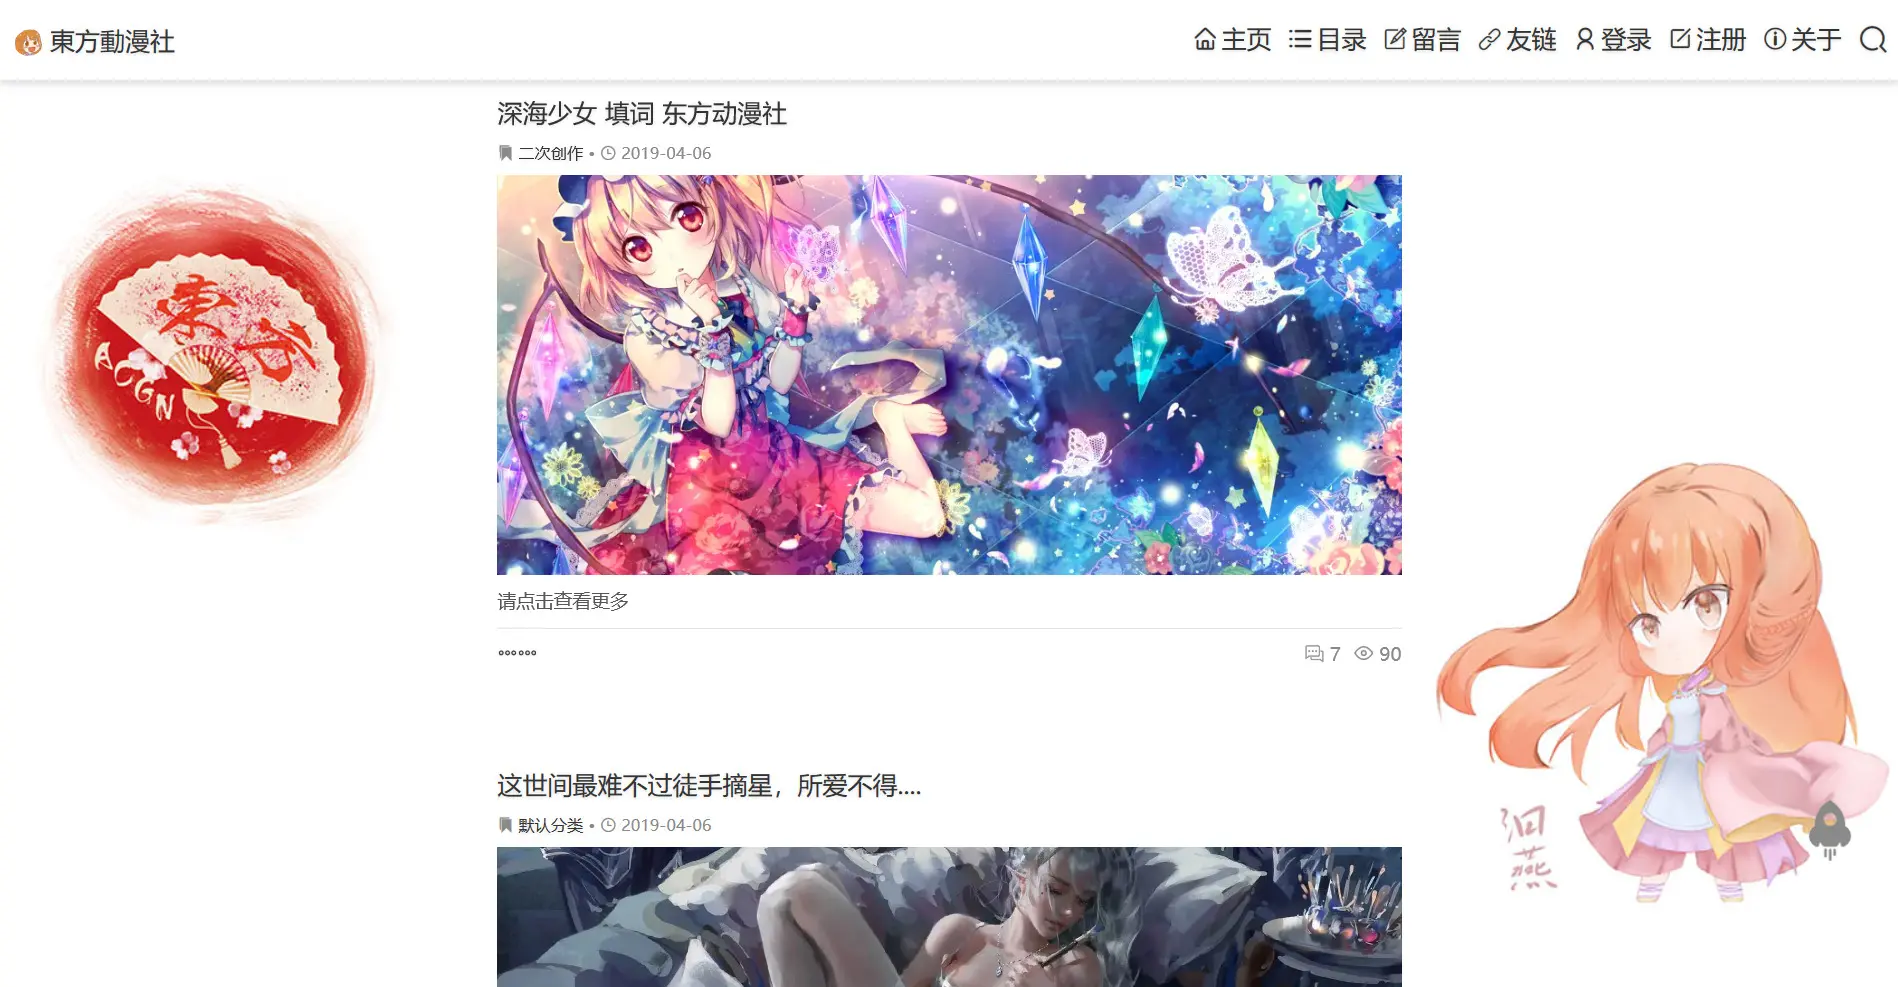 東方動漫社
主页 目录 留言 友链 登录 注册 关于
深海少女 填词 东方动漫社
二次创作 • 2019-04-06
東方
ACGN
请点击查看更多
7 90
这世间最难不过徒手摘星，所爱不得....
默认分类 • 2019-04-06
洄燕